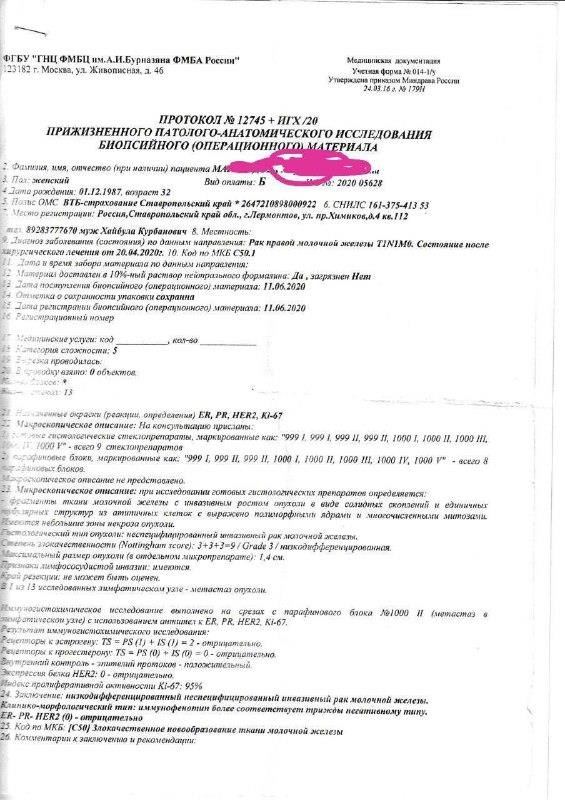 ФГБУ "ГНЦ ФМБЦ им.А.И.Бурназяна ФМБА России"
123182 г. Москва, ул. Живописная, д. 46
Медицинская документация
Учетная форма № 014-1/у
Утверждена приказом Минздрава России
24.03.16 г. № 179Н
ПРОТОКОЛ № 12745 + ИГХ /20
ПРИЖИЗНЕННОГО ПАТОЛОГО-АНАТОМИЧЕСКОГО ИССЛЕДОВАНИЯ
БИОПСИЙНОГО (ОПЕРАЦИОННОГО) МАТЕРИАЛА
2. Фамилия, имя, отчество (при наличии) пациента
3. Пол: женский Вид оплаты: Б 2020 05628
4 Дата рождения: 01.12.1987, возраст 32
5. Полис ОМС ВТБ-страхование Ставропольский край * 2647210898000922 6. СНИЛС 161-375-413 53
7. Место регистрации: Россия,Ставропольский край обл., г.Лермонтов, ул. пр.Химиков,д.4 кв.112
тел. 89283777670 муж Хайбула Курбанович 8. Местность:
9. Диагноз заболевания (состояния) по данным направления: Рак правой молочной железы T1N1M0. Состояние после
хирургического лечения от 20.04.2020г. 10. Код по МКБ C50.1
11. Дата и время забора материала по данным направления:
12. Материал доставлен в 10%-ный раствор нейтрального формалина: Да , загрязнен Нет
13 Дата поступления биопсийного (операционного) материала: 11.06.2020
14. Отметка о сохранности упаковки сохранна
15. Дата регистрации биопсийного (операционного) материала: 11.06.2020
16. Регистрационный номер
17. Медицинские услуги: код ___________, кол-во ____________
18. Категория сложности: 5
19. Вырезка проводилась:
20. В проводку взято: 0 объектов.
13
21. Назначенные окраски (реакции, определения) ER, PR, HER2, Ki-67
22. Макроскопическое описание: На консультацию присланы:
1) готовые гистологические стеклопрепараты, маркированные как: "999 I, 999 I, 999 II, 999 II, 1000 I, 1000 II, 1000 III,
1000 IV, 1000 V" - всего 9 стеклопрепаратов
2) парафиновые блоки, маркированные как: "999 I, 999 II, 999 II, 1000 I, 1000 II, 1000 III, 1000 IV, 1000 V" - всего 8
парафиновых блоков.
Макроскопическое описание не представлено.
23. Микроскопическое описание: при исследовании готовых гистологических препаратов определяется:
фрагменты ткани молочной железы с инвазивным ростом опухоли в виде солидных скоплений и единичных
тубулярных структур из атипичных клеток с выражено полиморфными ядрами и многочисленными митозами.
Имеются небольшие зоны некроза опухоли.
Гистологический тип опухоли: неспецифицированный инвазивный рак молочной железы.
Степень злокачественности (Nottingham score): 3+3+3=9 / Grade 3 / низкодифференцированная.
Максимальный размер опухоли (в отдельном микропрепарате): 1,4 см.
Признаки лимфососудистой инвазии: имеются.
Край резекции: не может быть оценен.
В 1 из 13 исследованных лимфатическом узле - метастаз опухоли.
Иммуногистохимическое исследование выполнено на срезах с парафинового блока №1000 II (метастаз в
лимфатическом узле) с использованием антител к ER, PR, HER2, Ki-67.
Результат иммуногистохимического исследования:
Рецепторы к эстрогену: TS = PS (1) + IS (1) = 2 - отрицательно.
Рецепторы к прогестерону: TS = PS (0) + IS (0) = 0 - отрицательно.
Внутренний контроль - эпителий протоков - положительный.
Экспрессия белка HER2: 0 - отрицательно.
Индекс пролиферативной активности Ki-67: 95%
24. Заключение: низкодифференцированный неспецифицированный инвазивный рак молочной железы.
Клинико-морфологический тип: иммунофенотип более соответствует трижды негативному типу.
ER- PR- HER2 (0) - отрицательно
25. Код по МКБ: [C50] Злокачественное новообразование ткани молочной железы
26. Комментарии к заключению и рекомендации: